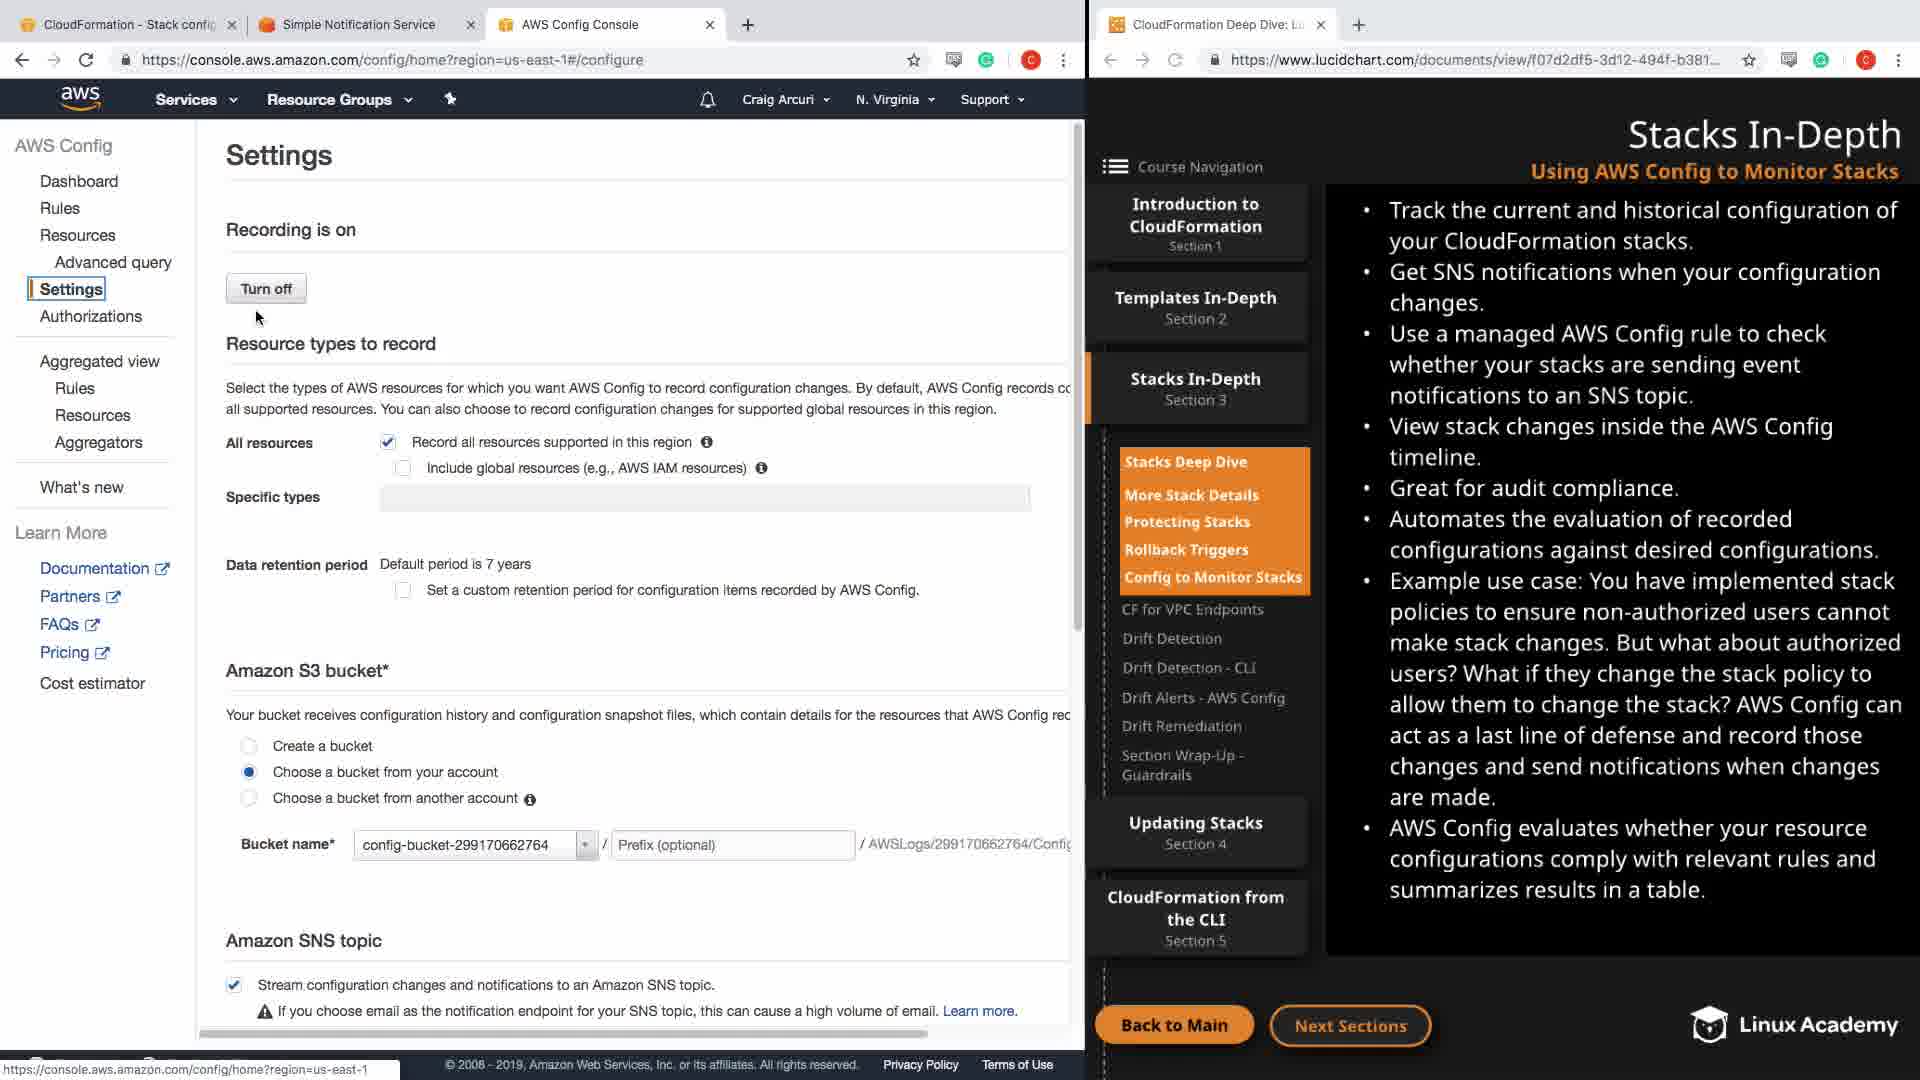 CloudFormation - Stack config
Simple Notification Service
AWS Config Console
https://console.aws.amazon.com/config/home?region=us-east-1#/configure
aws
Services
Resource Groups
Craig Arcuri
N. Virginia
Support
AWS Config
Dashboard
Rules
Resources
Advanced query
Settings
Authorizations
Aggregated view
Rules
Resources
Aggregators
What's new
Learn More
Documentation
Partners
FAQs
Pricing
Cost estimator
Settings
Recording is on
Turn off
Resource types to record
Select the types of AWS resources for which you want AWS Config to record configuration changes. By default, AWS Config records
all supported resources. You can also choose to record configuration changes for supported global resources in this region.
All resources
Record all resources supported in this region
Include global resources (e.g., AWS IAM resources)
Specific types
Data retention period
Default period is 7 years
Set a custom retention period for configuration items recorded by AWS Config.
Amazon S3 bucket*
Your bucket receives configuration history and configuration snapshot files, which contain details for the resources that AWS Config
Create a bucket
Choose a bucket from your account
Choose a bucket from another account
Bucket name*
config-bucket-299170662764
/
Prefix (optional)
/ AWSLogs/299170662764/Config
Amazon SNS topic
Stream configuration changes and notifications to an Amazon SNS topic.
If you choose email as the notification endpoint for your SNS topic, this can cause a high volume of email. Learn more.
https://console.aws.amazon.com/config/home?region=us-east-1
© 2008 - 2019, Amazon Web Services, Inc. or its affiliates. All rights reserved.
Privacy Policy
Terms of Use
CloudFormation Deep Dive: Lu
https://www.lucidchart.com/documents/view/f07d2df5-3d12-494f-b381...
Stacks In-Depth
Using AWS Config to Monitor Stacks
Course Navigation
Introduction to
CloudFormation
Section 1
Templates In-Depth
Section 2
Stacks In-Depth
Section 3
Stacks Deep Dive
More Stack Details
Protecting Stacks
Rollback Triggers
Config to Monitor Stacks
CF for VPC Endpoints
Drift Detection
Drift Detection - CLI
Drift Alerts - AWS Config
Drift Remediation
Section Wrap-Up -
Guardrails
Updating Stacks
Section 4
CloudFormation from
the CLI
Section 5
• Track the current and historical configuration of
your CloudFormation stacks.
• Get SNS notifications when your configuration
changes.
• Use a managed AWS Config rule to check
whether your stacks are sending event
notifications to an SNS topic.
• View stack changes inside the AWS Config
timeline.
• Great for audit compliance.
• Automates the evaluation of recorded
configurations against desired configurations.
• Example use case: You have implemented stack
policies to ensure non-authorized users cannot
make stack changes. But what about authorized
users? What if they change the stack policy to
allow them to change the stack? AWS Config can
act as a last line of defense and record those
changes and send notifications when changes
are made.
• AWS Config evaluates whether your resource
configurations comply with relevant rules and
summarizes results in a table.
Back to Main
Next Sections
Linux Academy